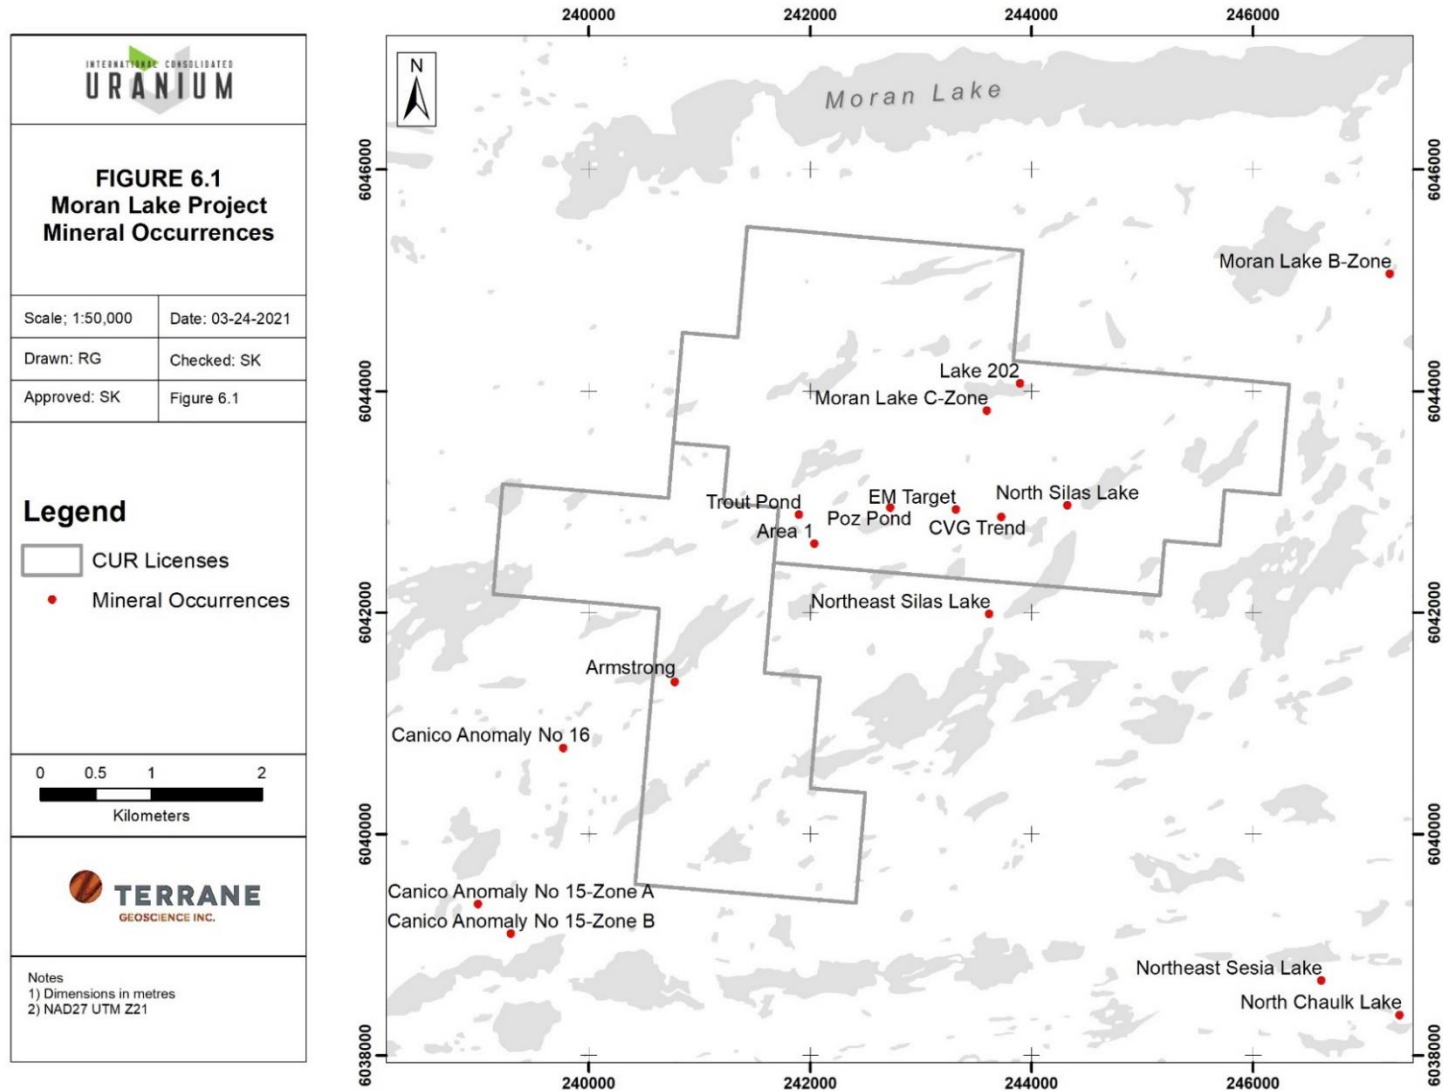 INTERNATIONAL CONSOLIDATED
URANIUM
FIGURE 6.1
Moran Lake Project
Mineral Occurrences
Scale; 1:50,000
Date: 03-24-2021
Drawn: RG
Checked: SK
Approved: SK
Figure 6.1
Legend
CUR Licenses
Mineral Occurrences
0 0.5 1 2
Kilometers
TERRANE
GEOSCIENCE INC.
Notes
1) Dimensions in metres
2) NAD27 UTM Z21
240000 242000 244000 246000
N
Moran Lake
6046000 6046000
Moran Lake B-Zone
6044000 6044000
Lake 202
Moran Lake C-Zone
Trout Pond
EM Target
North Silas Lake
Poz Pond
Area 1
CVG Trend
6042000 6042000
Northeast Silas Lake
Armstrong
Canico Anomaly No 16
6040000 6040000
Canico Anomaly No 15-Zone A
Canico Anomaly No 15-Zone B
Northeast Sesia Lake
North Chaulk Lake
6038000 6038000
240000 242000 244000 246000